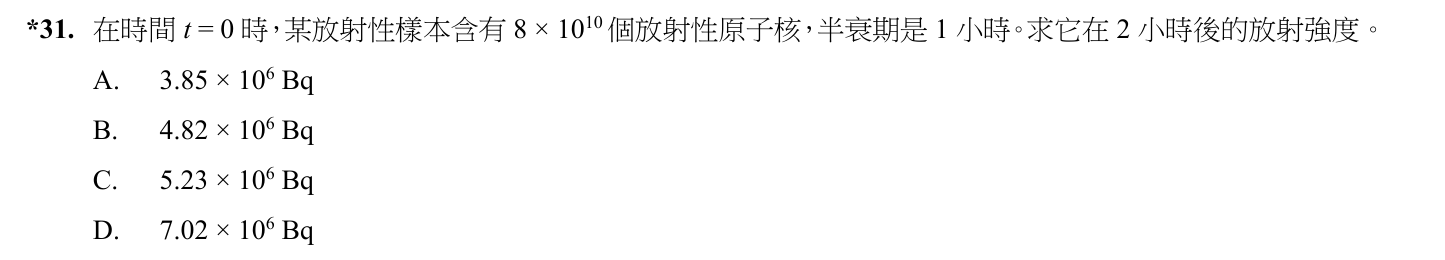 *31. 在時間 t = 0 時，某放射性樣本含有 8 × 10¹⁰ 個放射性原子核，半衰期是 1 小時。求它在 2 小時後的放射強度。
A. 3.85 × 10⁶ Bq
B. 4.82 × 10⁶ Bq
C. 5.23 × 10⁶ Bq
D. 7.02 × 10⁶ Bq